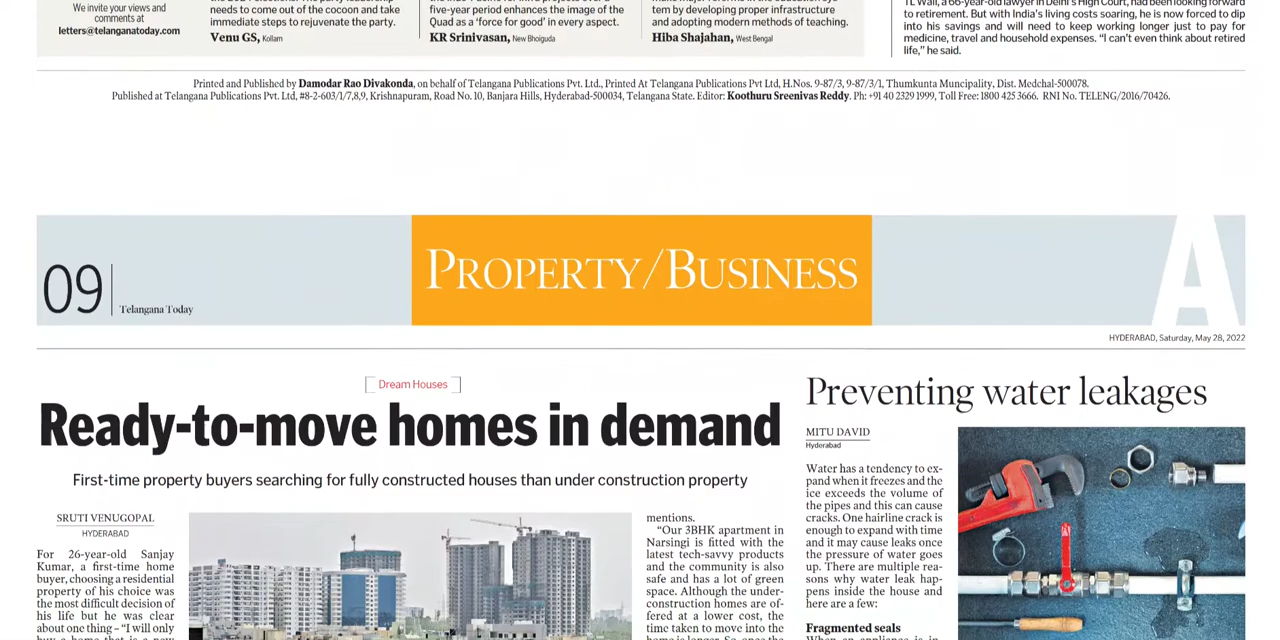 We invite your views and
comments at
letters@telanganatoday.com
needs to come out of the cocoon and take
immediate steps to rejuvenate the party.
Venu GS, Kollam
five-year period enhances the image of the
Quad as a ‘force for good’ in every aspect.
KR Srinivasan, New Bhoiguda
tem by developing proper infrastructure
and adopting modern methods of teaching.
Hiba Shajahan, West Bengal
TL Wali, a 66-year-old lawyer in Delhi's High Court, had been looking forward
to retirement. But with India's living costs soaring, he is now forced to dip
into his savings and will need to keep working longer just to pay for
medicine, travel and household expenses. “I can't even think about retired
life,” he said.
Printed and Published by Damodar Rao Divakonda, on behalf of Telangana Publications Pvt. Ltd., Printed At Telangana Publications Pvt Ltd, H.Nos. 9-87/3, 9-87/3/1, Thumkunta Muncipality, Dist. Medchal-500078.
Published at Telangana Publications Pvt. Ltd, #8-2-603/1/7,8,9, Krishnapuram, Road No. 10, Banjara Hills, Hyderabad-500034, Telangana State. Editor: Koothuru Sreenivas Reddy. Ph: +91 40 2329 1999, Toll Free: 1800 425 3666. RNI No. TELENG/2016/70426.
09
Telangana Today
PROPERTY/BUSINESS
A
HYDERABAD, Saturday, May 28, 2022
Dream Houses
Ready-to-move homes in demand
First-time property buyers searching for fully constructed houses than under construction property
SRUTI VENUGOPAL
HYDERABAD
For 26-year-old Sanjay
Kumar, a first-time home
buyer, choosing a residential
property of his choice was
the most difficult decision of
his life but he was clear
about one thing – “I will only
mentions.
“Our 3BHK apartment in
Narsingi is fitted with the
latest tech-savvy products
and the community is also
safe and has a lot of green
space. Although the under-
construction homes are of-
fered at a lower cost, the
time taken to move into the
Preventing water leakages
MITU DAVID
Hyderabad
Water has a tendency to ex-
pand when it freezes and the
ice exceeds the volume of
the pipes and this can cause
cracks. One hairline crack is
enough to expand with time
and it may cause leaks once
the pressure of water goes
up. There are multiple rea-
sons why water leak hap-
pens inside the house and
here are a few:
Fragmented seals